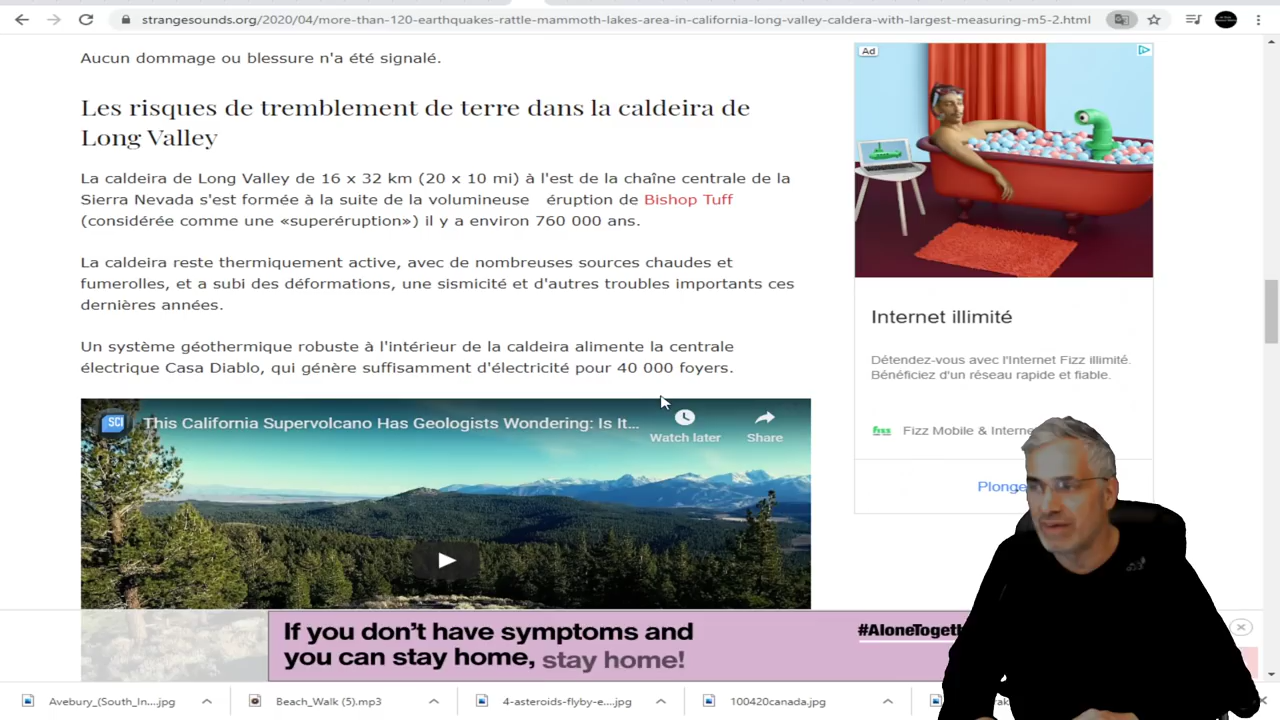 strangesounds.org/2020/04/more-than-120-earthquakes-rattle-mammoth-lakes-area-in-california-long-valley-caldera-with-largest-measuring-m5-2.html
Aucun dommage ou blessure n'a été signalé.
Les risques de tremblement de terre dans la caldeira de
Long Valley
La caldeira de Long Valley de 16 x 32 km (20 x 10 mi) à l'est de la chaîne centrale de la
Sierra Nevada s'est formée à la suite de la volumineuse éruption de Bishop Tuff
(considérée comme une «superéruption») il y a environ 760 000 ans.
La caldeira reste thermiquement active, avec de nombreuses sources chaudes et
fumerolles, et a subi des déformations, une sismicité et d'autres troubles importants ces
dernières années.
Un système géothermique robuste à l'intérieur de la caldeira alimente la centrale
électrique Casa Diablo, qui génère suffisamment d'électricité pour 40 000 foyers.
SCI
This California Supervolcano Has Geologists Wondering: Is It...
Watch later
Share
Ad
Internet illimité
Détendez-vous avec l'Internet Fizz illimité.
Bénéficiez d'un réseau rapide et fiable.
Fizz Mobile & Interne
Plonge
If you don't have symptoms and
you can stay home, stay home!
#AloneTogeth
Avebury_(South_In....jpg
Beach_Walk (5).mp3
4-asteroids-flyby-e....jpg
100420canada.jpg